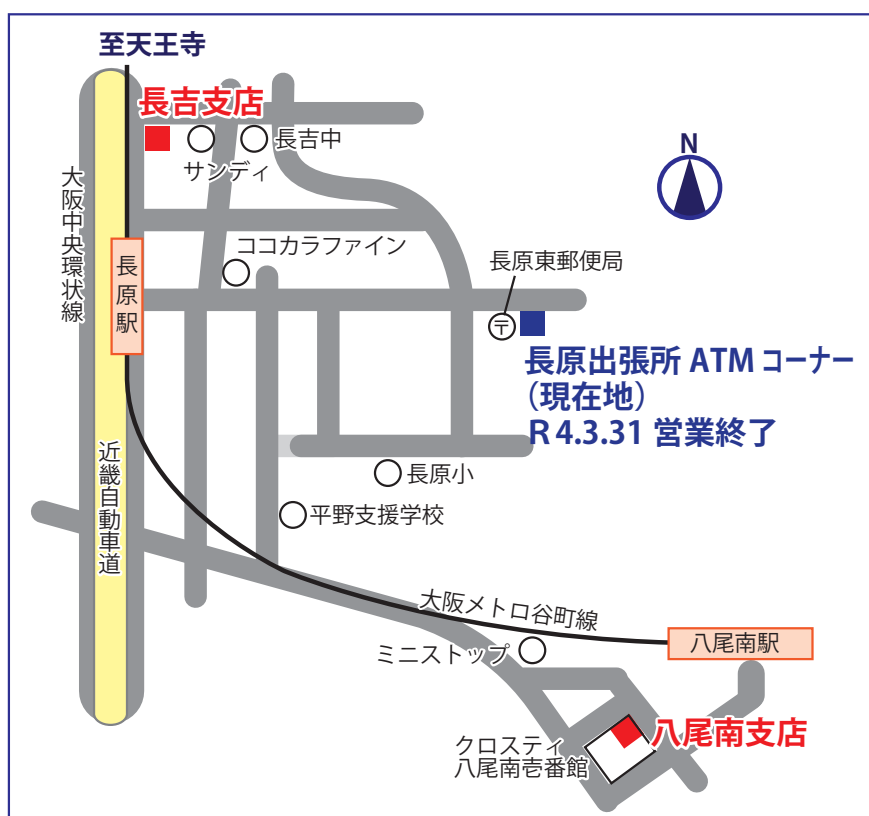 至天王寺
長吉支店
長吉中
サンディ
N
大阪中央環状線
ココカラファイン
長原東郵便局
長原駅
〒
長原出張所 ATM コーナー
（現在地）
R 4.3.31 営業終了
近畿自動車道
長原小
平野支援学校
大阪メトロ谷町線
八尾南駅
ミニストップ
八尾南支店
クロスティ
八尾南壱番館